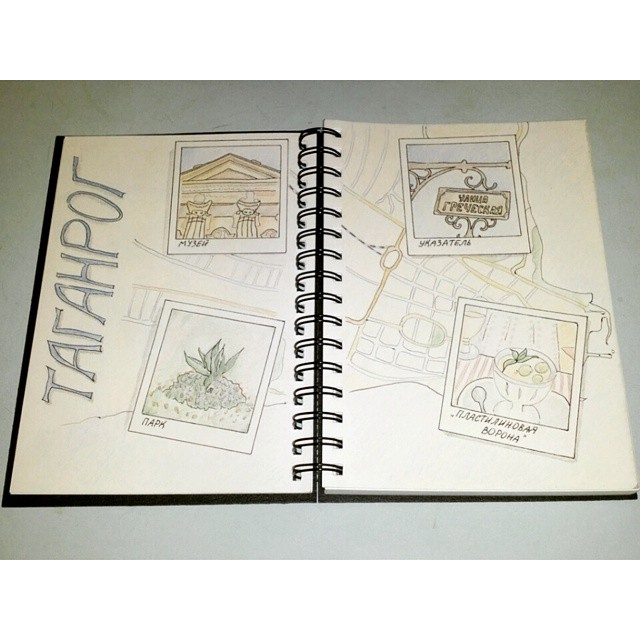 ТАГАНРОГ
МУЗЕЙ
ПАРК
УЛИЦА
ГРЕЧЕСКАЯ
УКАЗАТЕЛЬ
„ПЛАСТИЛИНОВАЯ
ВОРОНА"